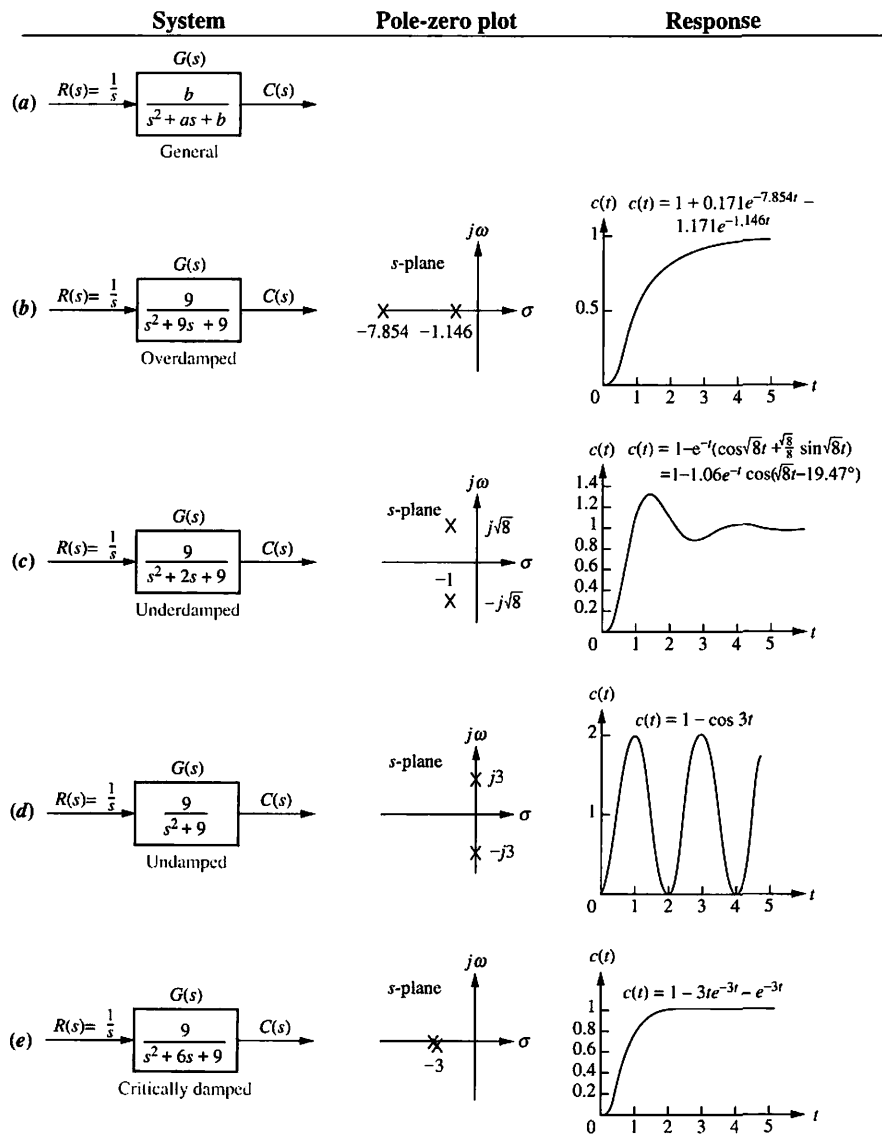 System Pole-zero plot Response
G(s)
(a) R(s)= 1/s b/(s² + as + b) C(s)
General
c(t) c(t) = 1 + 0.171e^−7.854t −
1.171e^−1.146t
jω
1
G(s) s-plane
(b) R(s)= 1/s 9/(s² + 9s + 9) C(s) σ 0.5
−7.854 −1.146
Overdamped
0 1 2 3 4 5 t
c(t) c(t) = 1−e^−t(cos√8t + √8/8 sin√8t)
=1−1.06e^−t cos(√8t−19.47°)
jω
1.4
1.2
s-plane
G(s) j√8 1
(c) R(s)= 1/s 9/(s² + 2s + 9) C(s) σ 0.8
−1 0.6
−j√8 0.4
Underdamped 0.2
0 1 2 3 4 5 t
c(t)
c(t) = 1 − cos 3t
jω 2
s-plane
G(s) j3
(d) R(s)= 1/s 9/(s² + 9) C(s) σ 1
−j3
Undamped
0 1 2 3 4 5 t
c(t)
jω
s-plane c(t) = 1 − 3te^−3t − e^−3t
G(s) 1
0.8
(e) R(s)= 1/s 9/(s² + 6s + 9) C(s) σ 0.6
−3 0.4
Critically damped 0.2
0 1 2 3 4 5 t